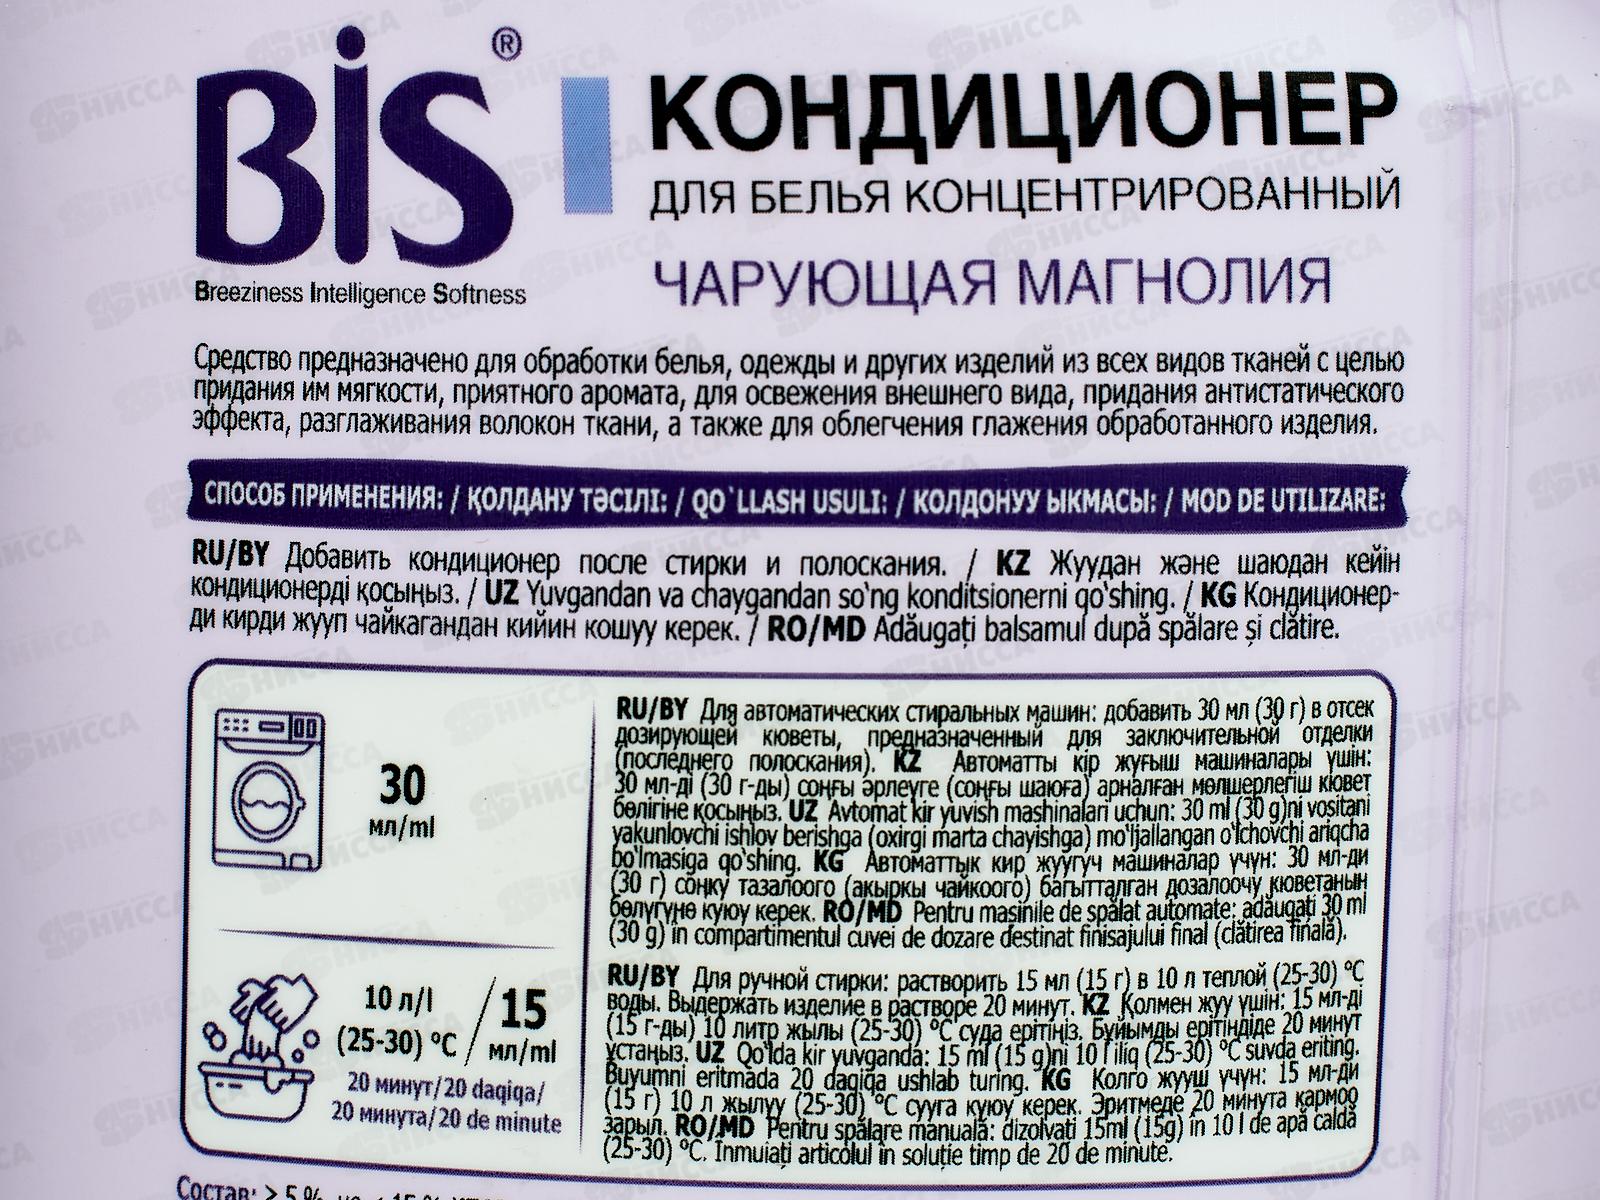 BiS®
Breeziness Intelligence Softness
КОНДИЦИОНЕР
ДЛЯ БЕЛЬЯ КОНЦЕНТРИРОВАННЫЙ
ЧАРУЮЩАЯ МАГНОЛИЯ
Средство предназначено для обработки белья, одежды и других изделий из всех видов тканей с целью
придания им мягкости, приятного аромата, для освежения внешнего вида, придания антистатического
эффекта, разглаживания волокон ткани, а также для облегчения глажения обработанного изделия.
СПОСОБ ПРИМЕНЕНИЯ: / ҚОЛДАНУ ТӘСІЛІ: / QO`LLASH USULI: / КОЛДОНУУ ЫКМАСЫ: / MOD DE UTILIZARE:
RU/BY Добавить кондиционер после стирки и полоскания. / KZ Жуудан және шаюдан кейін
кондиционерді қосыңыз. / UZ Yuvgandan va chaygandan so'ng konditsionerni qo'shing. / KG Кондиционер-
ди кирди жууп чайкагандан кийин кошуу керек. / RO/MD Adăugați balsamul după spălare și clătire.
30
мл/ml
RU/BY Для автоматических стиральных машин: добавить 30 мл (30 г) в отсек
дозирующей кюветы, предназначенный для заключительной отделки
(последнего полоскания). KZ Автоматты кір жуғыш машиналары үшін:
30 мл-ді (30 г-ды) соңғы әрлеуге (соңғы шаюға) арналған мөлшерлегіш кювет
бөлігіне қосыңыз. UZ Avtomat kir yuvish mashinalari uchun: 30 ml (30 g)ni vositani
yakunlovchi ishlov berishga (oxirgi marta chayishga) mo'ljallangan o'lchovchi ariqcha
bo'lmasiga qo'shing. KG Автоматтык кир жуугуч машиналар үчүн: 30 мл-ди
(30 г) соңку тазалоого (акыркы чайкоого) багытталган дозалоочу кюветанын
бөлүгүнө куюу керек. RO/MD Pentru mașinile de spălat automate: adăugați 30 ml
(30 g) în compartimentul cuvei de dozare destinat finisajului final (clătirea finală).
10 л/l
(25-30) °C / 15
мл/ml
20 минут/20 daqiqa/
20 минута/20 de minute
RU/BY Для ручной стирки: растворить 15 мл (15 г) в 10 л теплой (25-30) °C
воды. Выдержать изделие в растворе 20 минут. KZ Қолмен жуу үшін: 15 мл-ді
(15 г-ды) 10 литр жылы (25-30) °C суда ерітіңіз. Бұйымды ерітіндіде 20 минут
ұстаңыз. UZ Qo'lda kir yuvganda: 15 ml (15 g)ni 10 l iliq (25-30) °C suvda eriting.
Buyumni eritmada 20 daqiqa ushlab turing. KG Колго жууш үчүн: 15 мл-ди
(15 г) 10 л жылуу (25-30) °C сууга куюу керек. Эритмеде 20 минута кармоо
зарыл. RO/MD Pentru spălare manuală: dizolvați 15ml (15g) în 10 l de apă caldă
(25-30) °C. Înmuiați articolul în soluție timp de 20 de minute.
Состав: > 5 %
НИССА